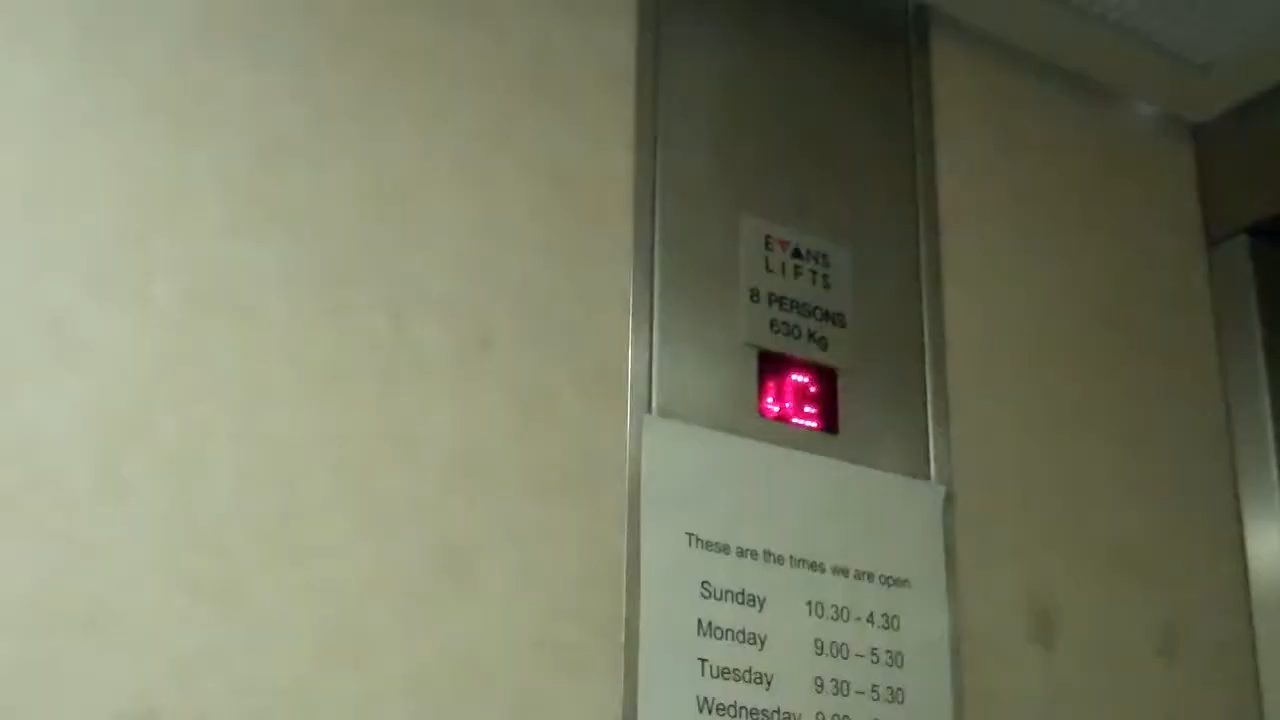 EVANS
LIFTS
8 PERSONS
630 Kg
These are the times we are open
Sunday 10.30 - 4.30
Monday 9.00 – 5.30
Tuesday 9.30 – 5.30
Wednesday